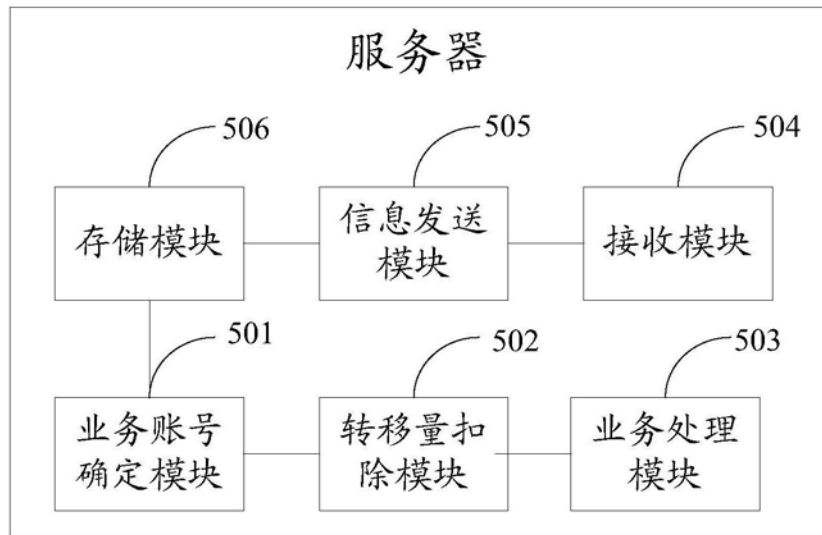 服务器
506
505
504
存储模块
信息发送
模块
接收模块
501
502
503
业务账号
确定模块
转移量扣
除模块
业务处理
模块